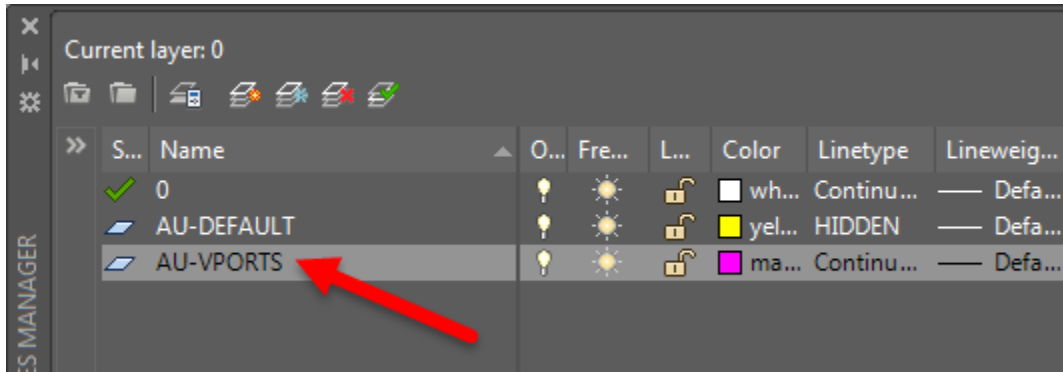 Current layer: 0
S... Name O... Fre... L... Color Linetype Lineweig...
0 wh... Continu... Defa...
AU-DEFAULT yel... HIDDEN Defa...
AU-VPORTS ma... Continu... Defa...
ES MANAGER